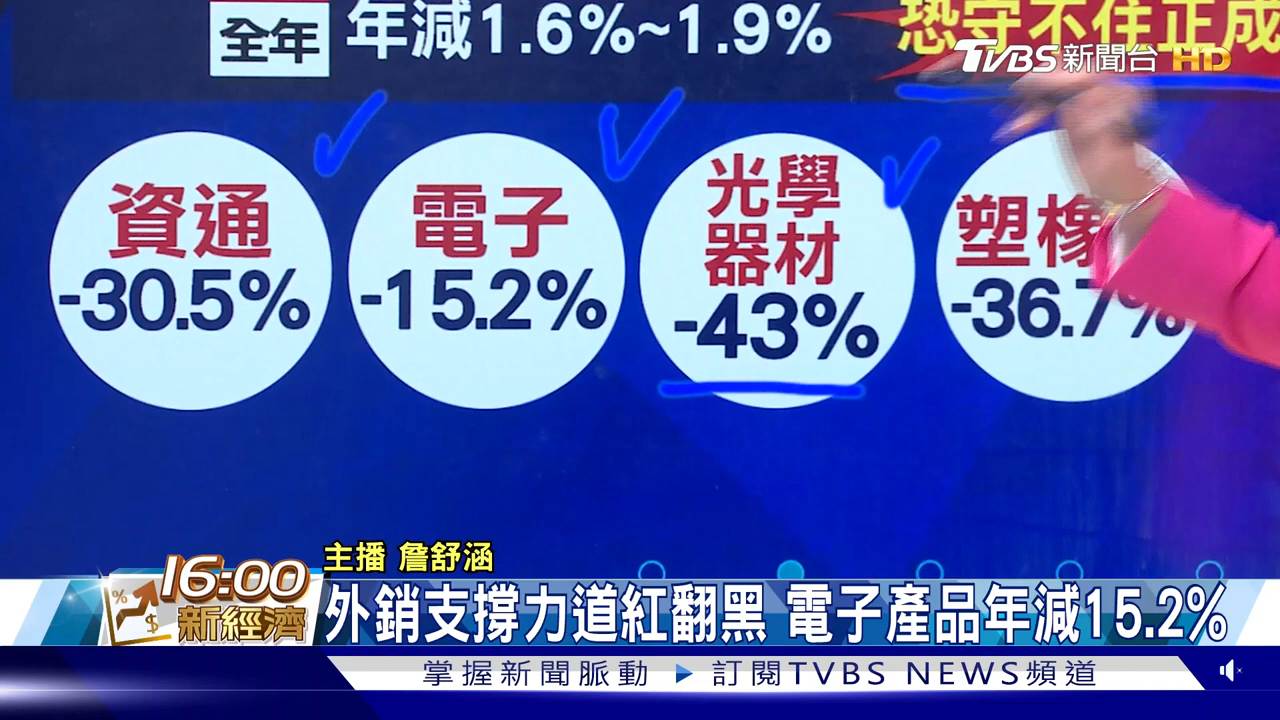 全年
年減1.6%~1.9%
恐守不住正成
TVBS新聞台 HD
資通
-30.5%
電子
-15.2%
光學
器材
-43%
塑橡
-36.7%
主播 詹舒涵
16:00
新經濟
%
$
外銷支撐力道紅翻黑 電子產品年減15.2%
掌握新聞脈動 ▶ 訂閱TVBS NEWS頻道